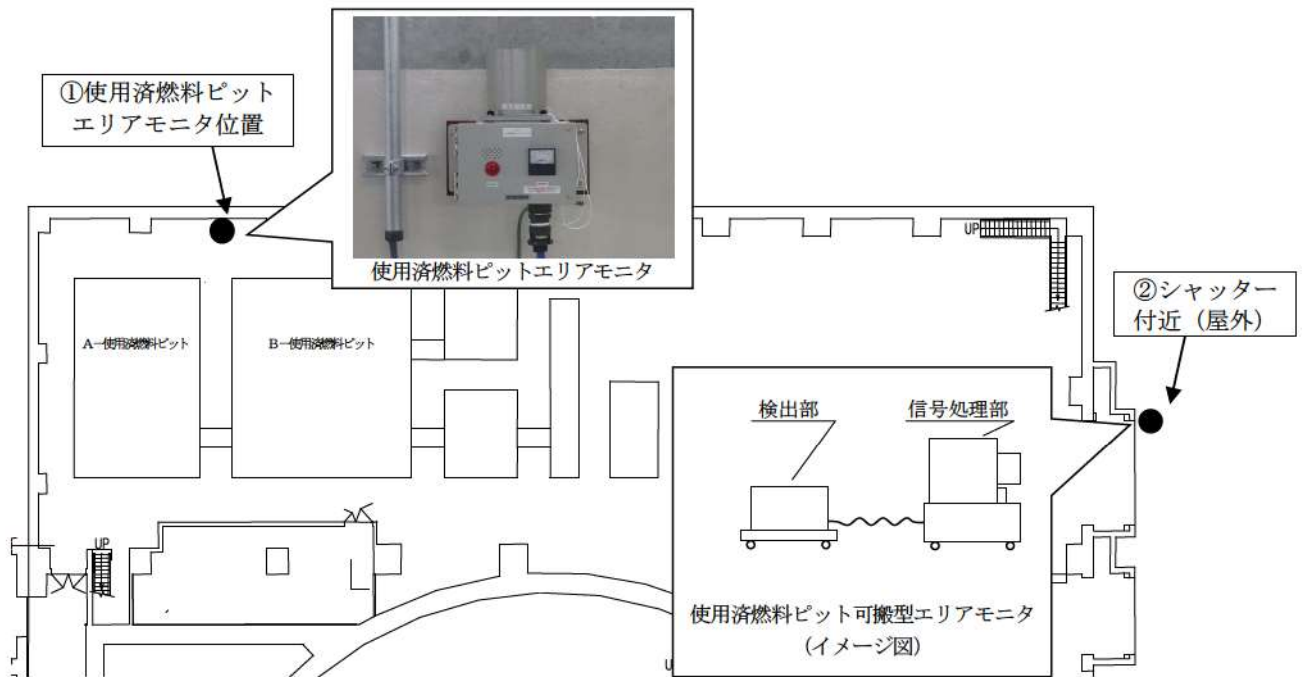 ①使用済燃料ピット
エリアモニタ位置
使用済燃料ピットエリアモニタ
UP
②シャッター
付近（屋外）
A－使用済燃料ピット
B－使用済燃料ピット
検出部
信号処理部
UP
使用済燃料ピット可搬型エリアモニタ
（イメージ図）